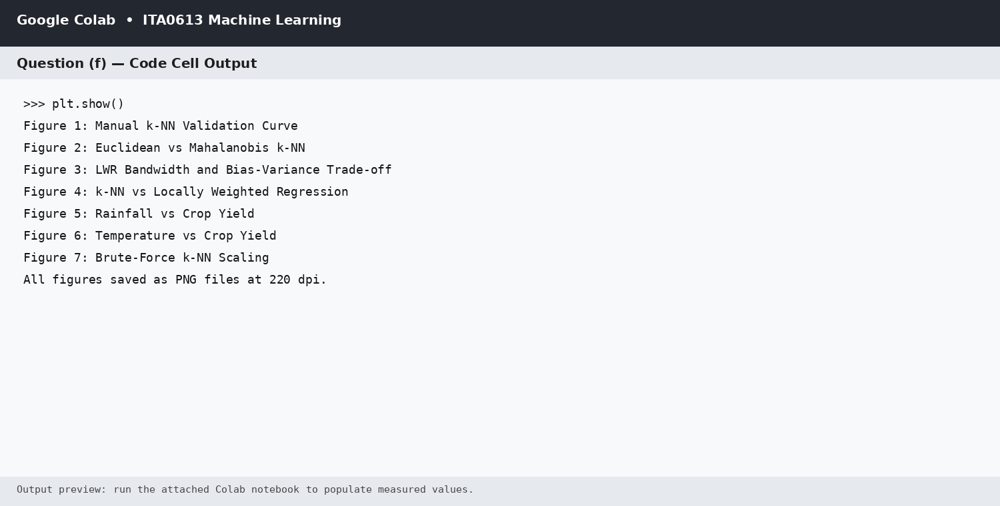 Google Colab • ITA0613 Machine Learning
Question (f) — Code Cell Output
>>> plt.show()
Figure 1: Manual k-NN Validation Curve
Figure 2: Euclidean vs Mahalanobis k-NN
Figure 3: LWR Bandwidth and Bias-Variance Trade-off
Figure 4: k-NN vs Locally Weighted Regression
Figure 5: Rainfall vs Crop Yield
Figure 6: Temperature vs Crop Yield
Figure 7: Brute-Force k-NN Scaling
All figures saved as PNG files at 220 dpi.
Output preview: run the attached Colab notebook to populate measured values.